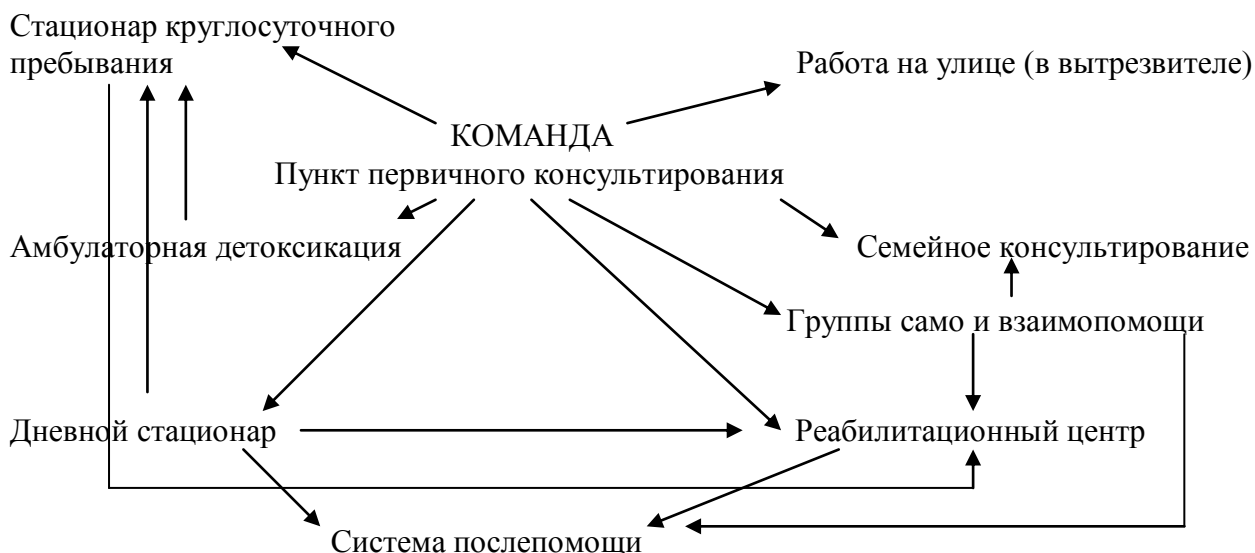 Стационар круглосуточного
пребывания
Работа на улице (в вытрезвителе)
КОМАНДА
Пункт первичного консультирования
Амбулаторная детоксикация
Семейное консультирование
Группы само и взаимопомощи
Дневной стационар
Реабилитационный центр
Система послепомощи